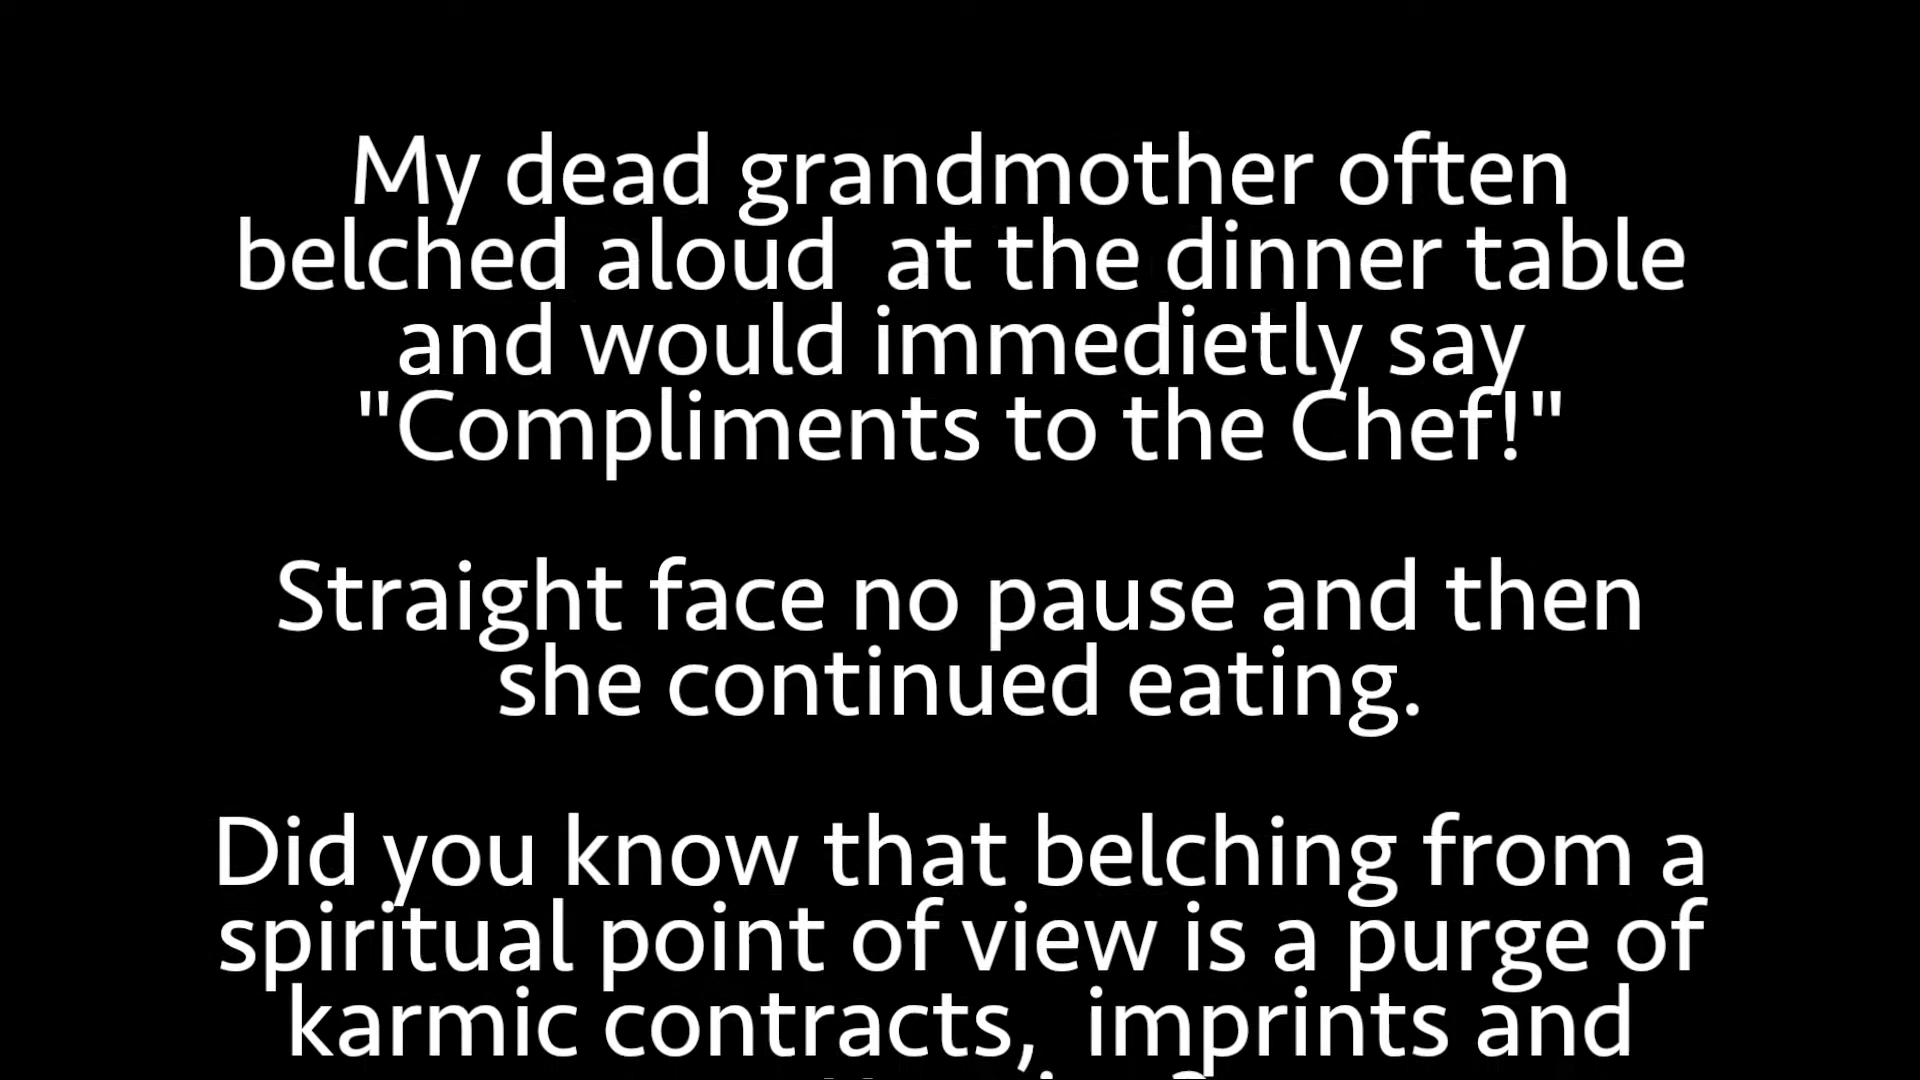 My dead grandmother often
belched aloud  at the dinner table
and would immedietly say
"Compliments to the Chef!"
Straight face no pause and then
she continued eating.
Did you know that belching from a
spiritual point of view is a purge of
karmic contracts,  imprints and